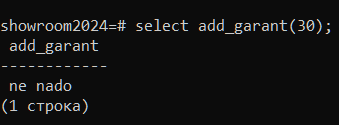 showroom2024=# select add_garant(30);
add_garant
------------
ne nado
(1 строка)